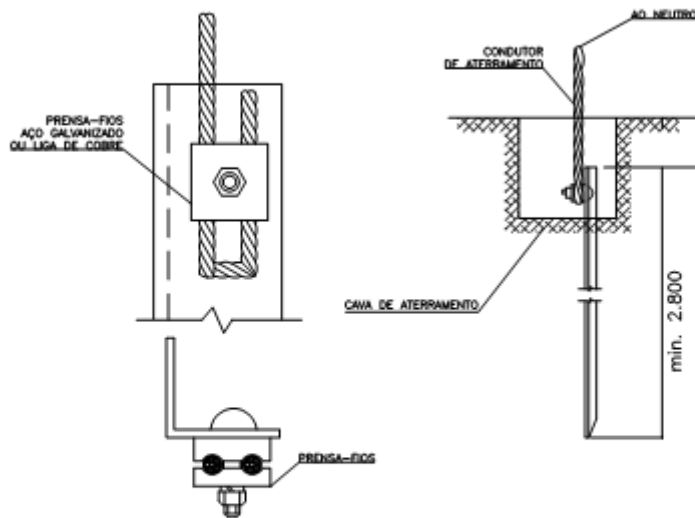 AO NEUTRO
CONDUTOR
DE ATERRAMENTO
PRENSA-FIOS
AÇO GALVANIZADO
OU LIGA DE COBRE
CAVA DE ATERRAMENTO
min. 2.800
PRENSA-FIOS